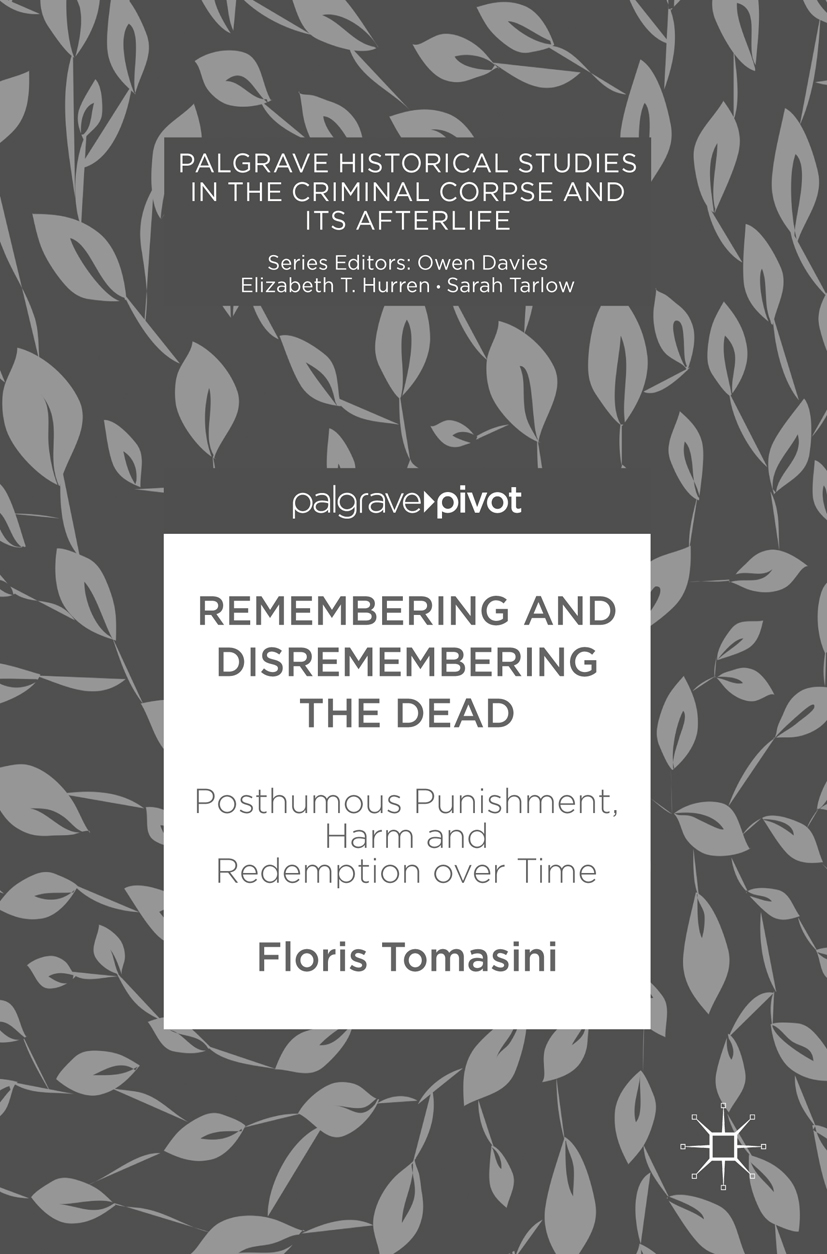 PALGRAVE HISTORICAL STUDIES
IN THE CRIMINAL CORPSE AND
ITS AFTERLIFE
Series Editors: Owen Davies
Elizabeth T. Hurren • Sarah Tarlow
palgrave▸pivot
REMEMBERING AND
DISREMEMBERING
THE DEAD
Posthumous Punishment,
Harm and
Redemption over Time
Floris Tomasini